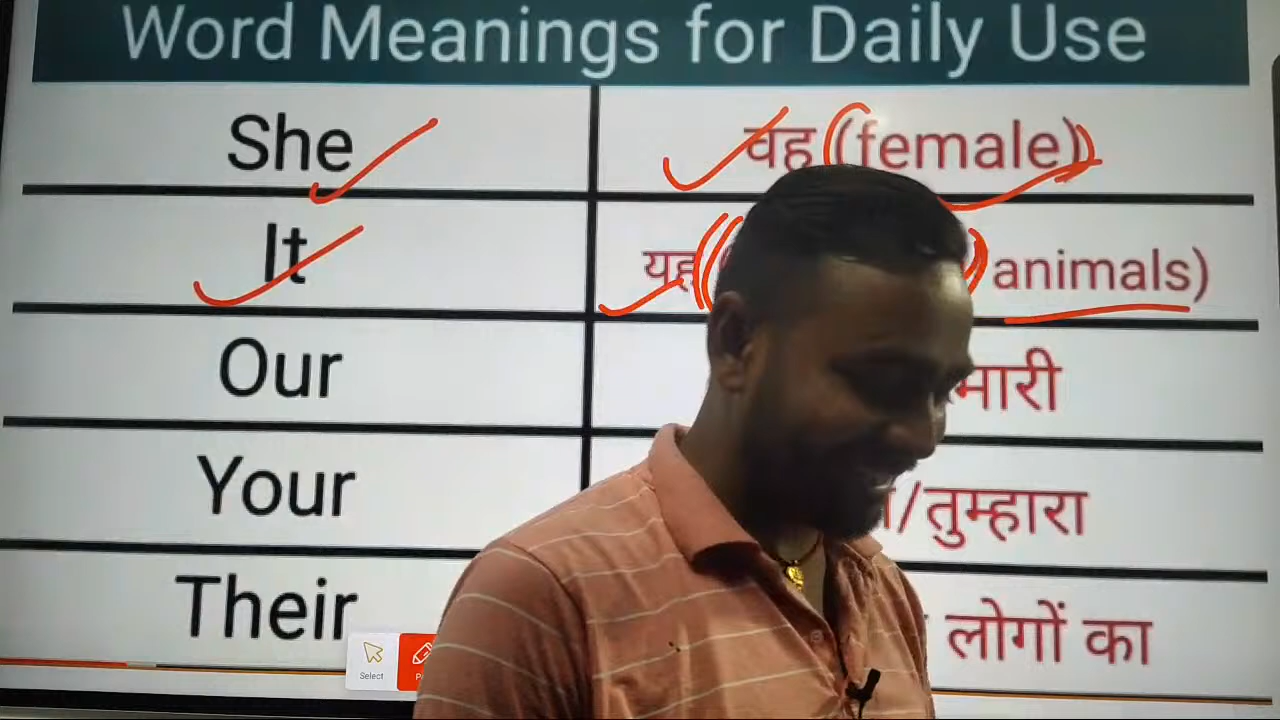 Word Meanings for Daily Use
She वह (female)
It यह animals)
Our
Your /तुम्हारा
Their लोगों का
Select